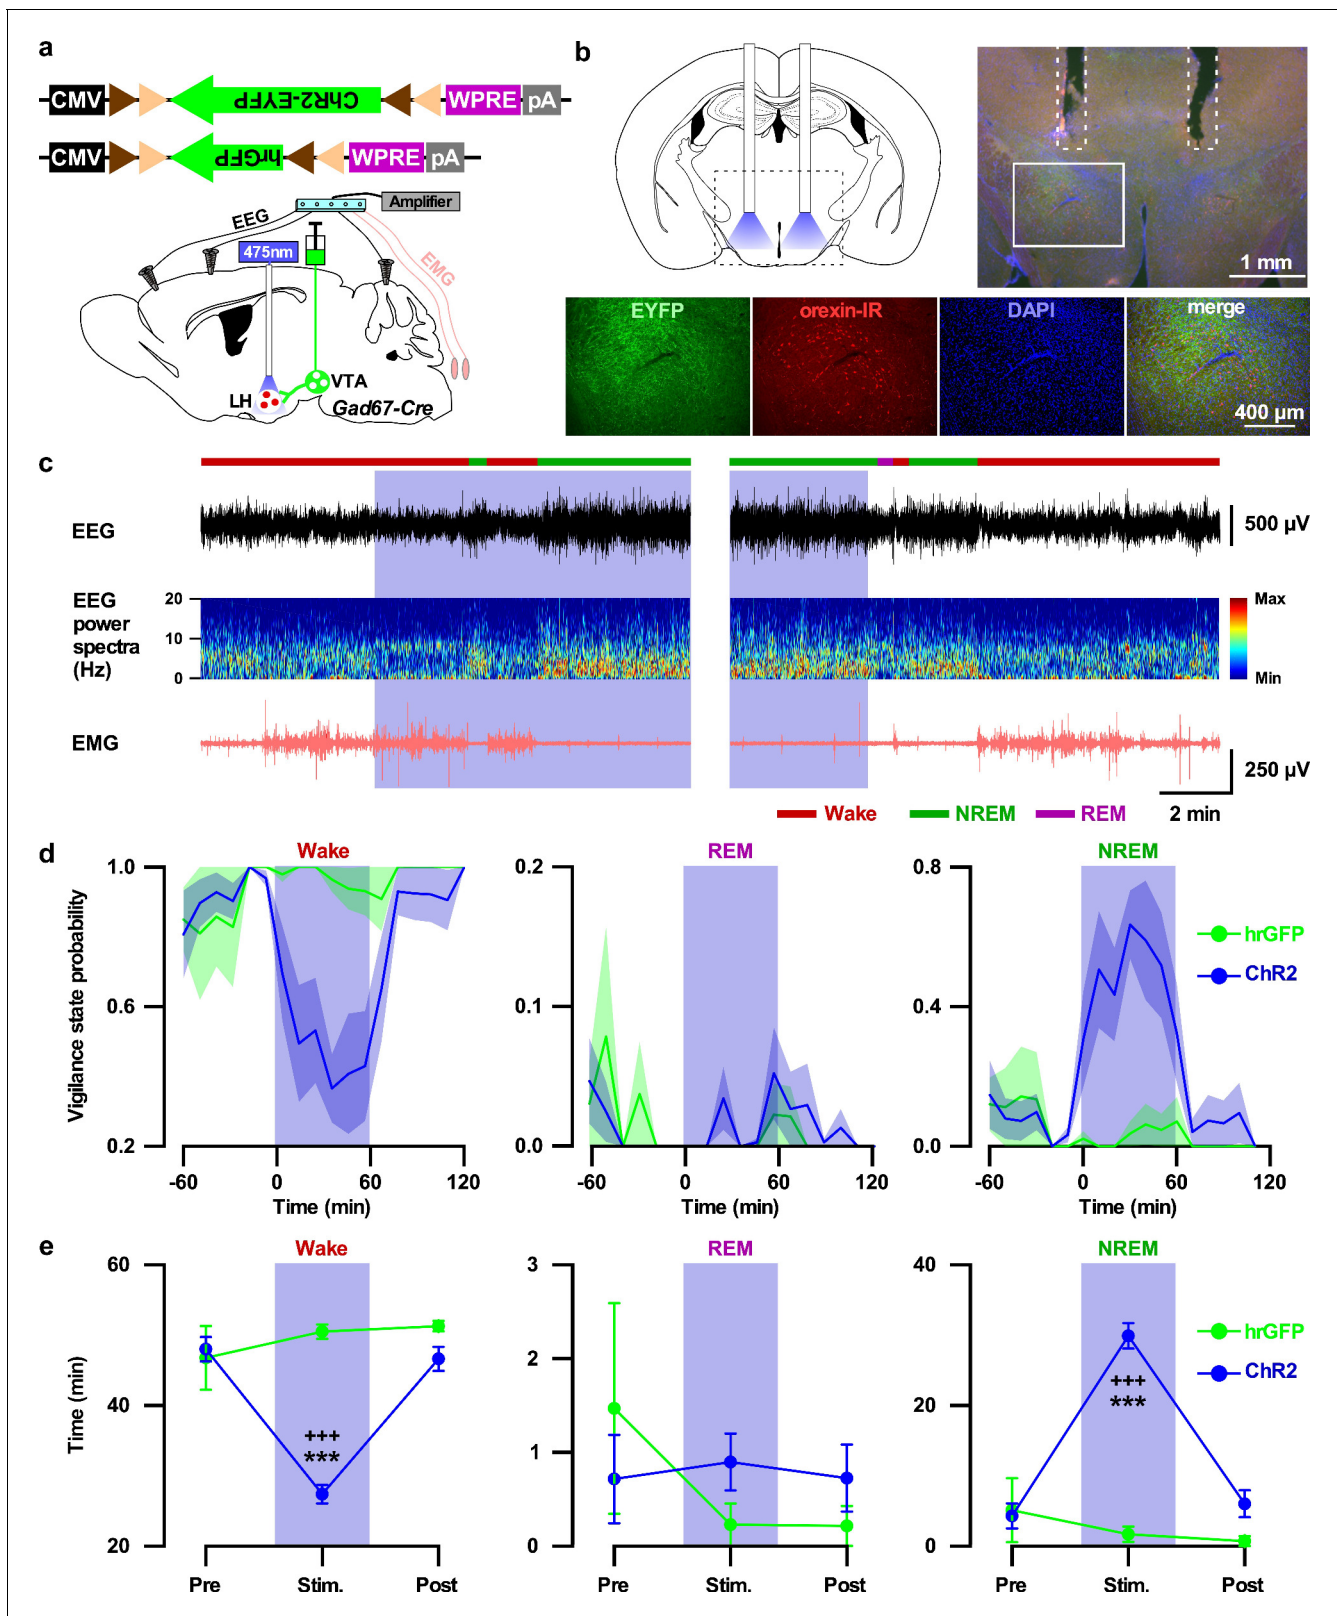 a
CMV ChR2-EYFP WPRE pA
CMV hrGFP WPRE pA
Amplifier
EEG
475nm
EMG
VTA
LH
Gad67-Cre
b
1 mm
EYFP orexin-IR DAPI merge
400 µm
c
EEG
500 µV
EEG power spectra (Hz)
20
10
0
Max
Min
EMG
250 µV
2 min
Wake NREM REM
d
Wake REM NREM
Vigilance state probability
1.0
0.6
0.2
-60 0 60 120
Time (min)
0.2
0.1
0.0
-60 0 60 120
Time (min)
0.8
0.4
0.0
-60 0 60 120
Time (min)
hrGFP
ChR2
e
Wake REM NREM
Time (min)
60
40
20
+++
***
Pre Stim. Post
3
2
1
0
Pre Stim. Post
40
20
0
+++
***
Pre Stim. Post
hrGFP
ChR2